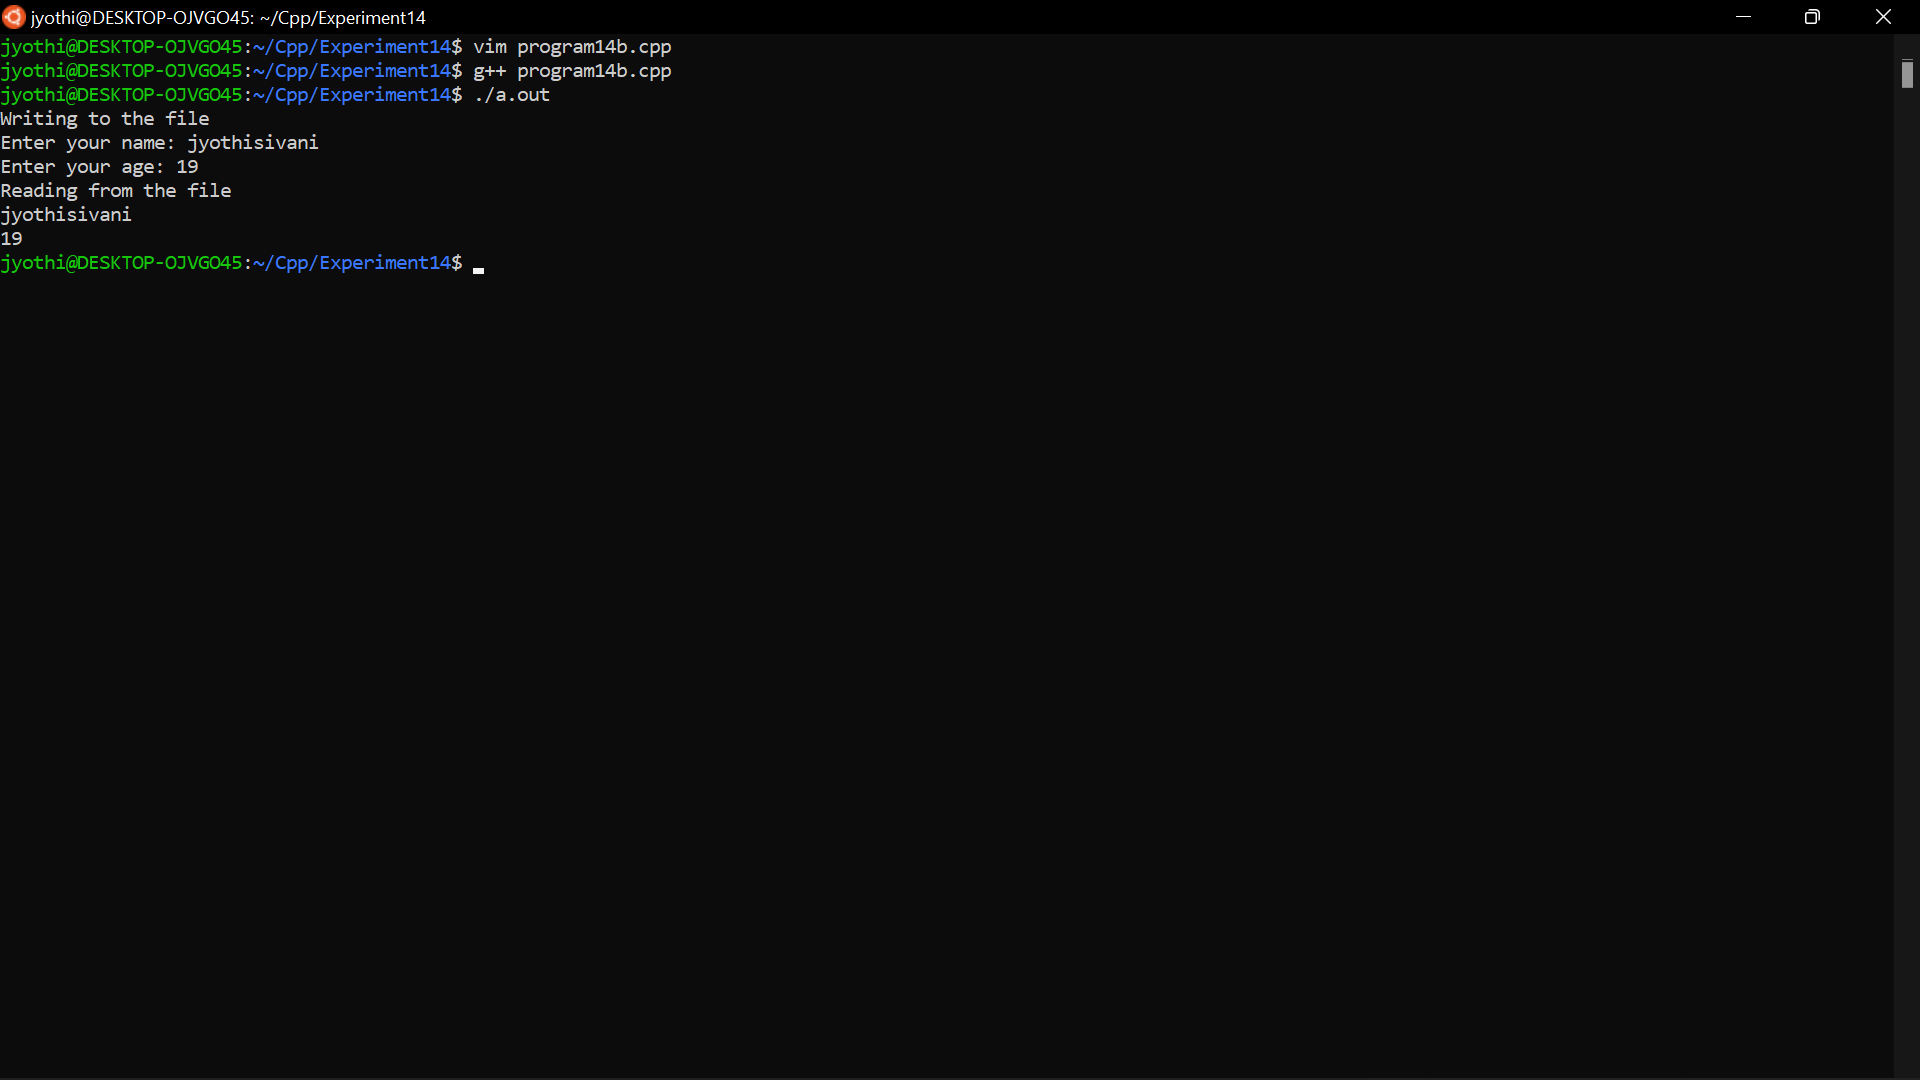 jyothi@DESKTOP-OJVGO45: ~/Cpp/Experiment14
jyothi@DESKTOP-OJVGO45:~/Cpp/Experiment14$ vim program14b.cpp
jyothi@DESKTOP-OJVGO45:~/Cpp/Experiment14$ g++ program14b.cpp
jyothi@DESKTOP-OJVGO45:~/Cpp/Experiment14$ ./a.out
Writing to the file
Enter your name: jyothisivani
Enter your age: 19
Reading from the file
jyothisivani
19
jyothi@DESKTOP-OJVGO45:~/Cpp/Experiment14$